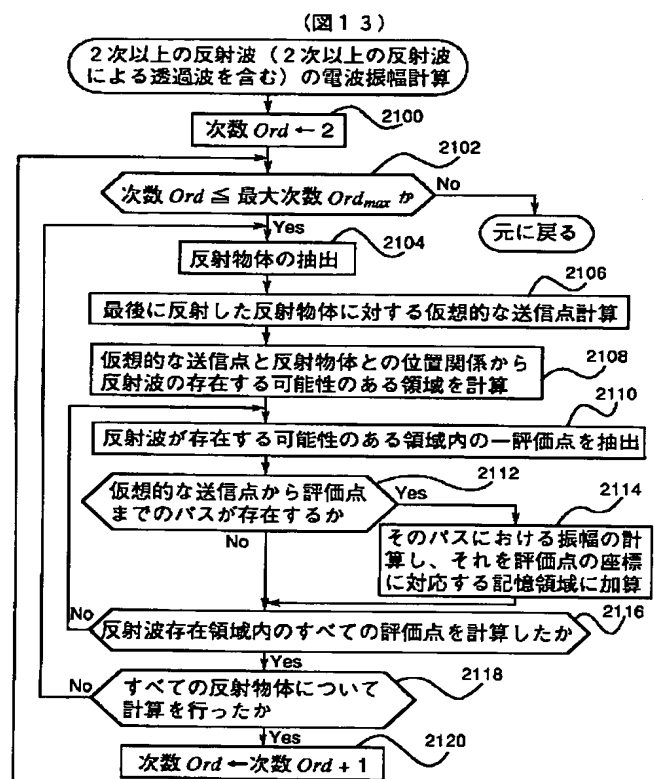 (図13)
2次以上の反射波(2次以上の反射波
による透過波を含む)の電波振幅計算
2100
次数 Ord ← 2
2102
次数 Ord ≦ 最大次数 Ordmax か
No
Yes
元に戻る
2104
反射物体の抽出
2106
最後に反射した反射物体に対する仮想的な送信点計算
仮想的な送信点と反射物体との位置関係から
反射波の存在する可能性のある領域を計算
2108
2110
反射波が存在する可能性のある領域内の一評価点を抽出
2112
仮想的な送信点から評価点
までのパスが存在するか
Yes
2114
No
そのパスにおける振幅の計
算し、それを評価点の座標
に対応する記憶領域に加算
No
2116
反射波存在領域内のすべての評価点を計算したか
Yes
2118
No
すべての反射物体について
計算を行ったか
Yes
2120
次数 Ord ← 次数 Ord + 1